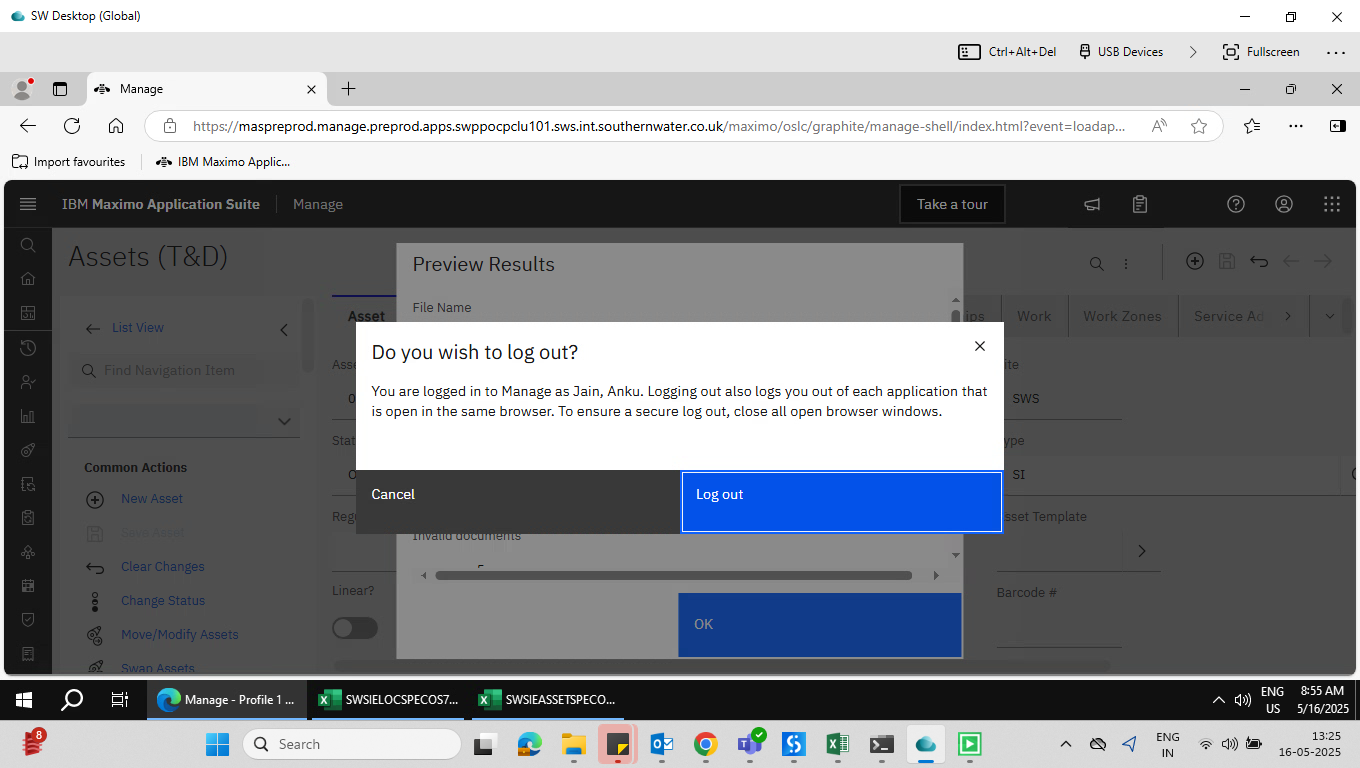 SW Desktop (Global)
Ctrl+Alt+Del
USB Devices
Fullscreen
Manage
https://maspreprod.manage.preprod.apps.swppocpclu101.sws.int.southernwater.co.uk/maximo/oslc/graphite/manage-shell/index.html?event=loadap...
Import favourites
IBM Maximo Applic...
IBM Maximo Application Suite
Manage
Take a tour
Assets (T&D)
Preview Results
File Name
List View
Asset
Work
Work Zones
Service Ad
Find Navigation Item
Do you wish to log out?
You are logged in to Manage as Jain, Anku. Logging out also logs you out of each application that
is open in the same browser. To ensure a secure log out, close all open browser windows.
Cancel
Log out
SWS
SI
Common Actions
New Asset
Save Asset
Clear Changes
Change Status
Move/Modify Assets
Swap Assets
Linear?
Invalid documents
OK
Barcode #
Manage - Profile 1 ...
SWSIELOCSPECOS7...
SWSIEASSETSPECO...
ENG
US
8:55 AM
5/16/2025
8
Search
ENG
IN
13:25
16-05-2025